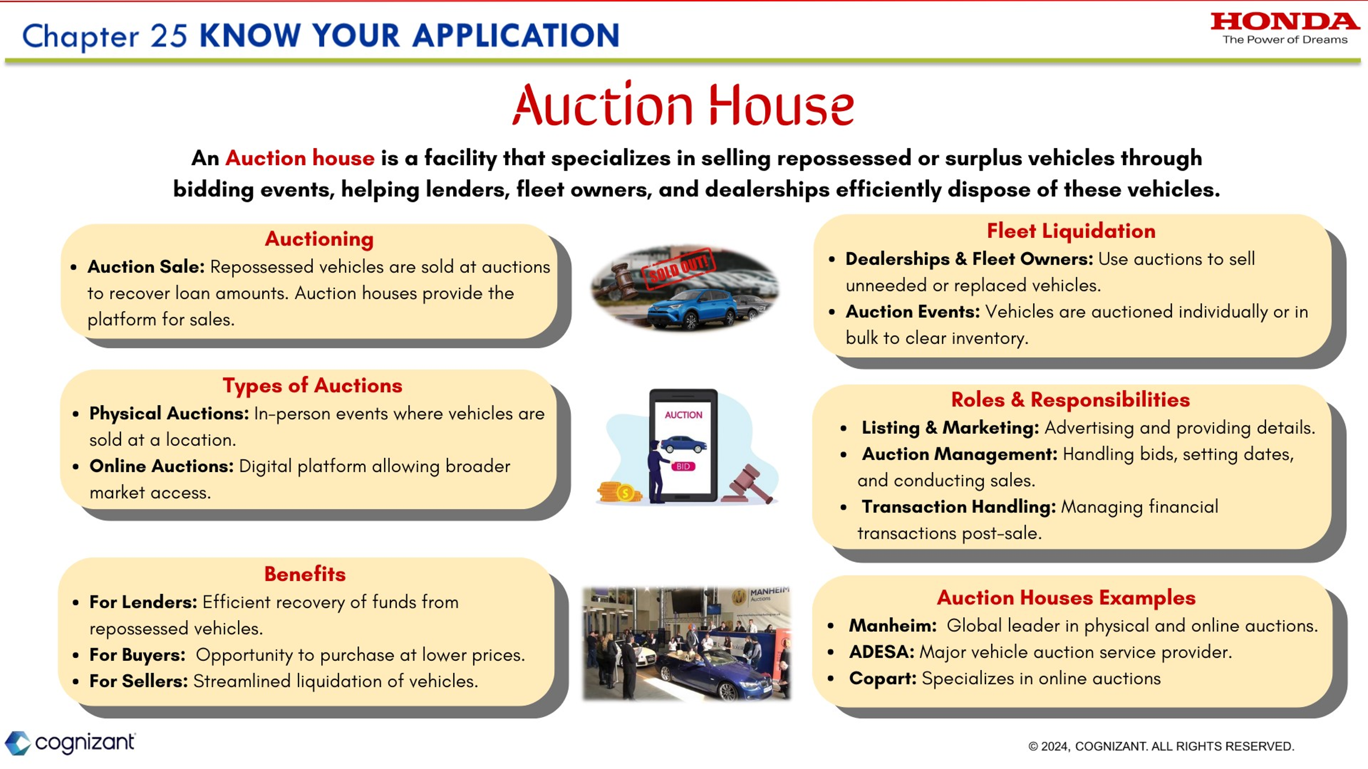 Chapter 25 KNOW YOUR APPLICATION
HONDA
The Power of Dreams
Auction House
An Auction house is a facility that specializes in selling repossessed or surplus vehicles through
bidding events, helping lenders, fleet owners, and dealerships efficiently dispose of these vehicles.
Auctioning
• Auction Sale: Repossessed vehicles are sold at auctions
to recover loan amounts. Auction houses provide the
platform for sales.
SOLD OUT!
Fleet Liquidation
• Dealerships & Fleet Owners: Use auctions to sell
unneeded or replaced vehicles.
• Auction Events: Vehicles are auctioned individually or in
bulk to clear inventory.
Types of Auctions
• Physical Auctions: In-person events where vehicles are
sold at a location.
• Online Auctions: Digital platform allowing broader
market access.
AUCTION
BID
Roles & Responsibilities
• Listing & Marketing: Advertising and providing details.
• Auction Management: Handling bids, setting dates,
and conducting sales.
• Transaction Handling: Managing financial
transactions post-sale.
Benefits
• For Lenders: Efficient recovery of funds from
repossessed vehicles.
• For Buyers: Opportunity to purchase at lower prices.
• For Sellers: Streamlined liquidation of vehicles.
MANHEIM
Auctions
Auction Houses Examples
• Manheim: Global leader in physical and online auctions.
• ADESA: Major vehicle auction service provider.
• Copart: Specializes in online auctions
cognizant
© 2024, COGNIZANT. ALL RIGHTS RESERVED.